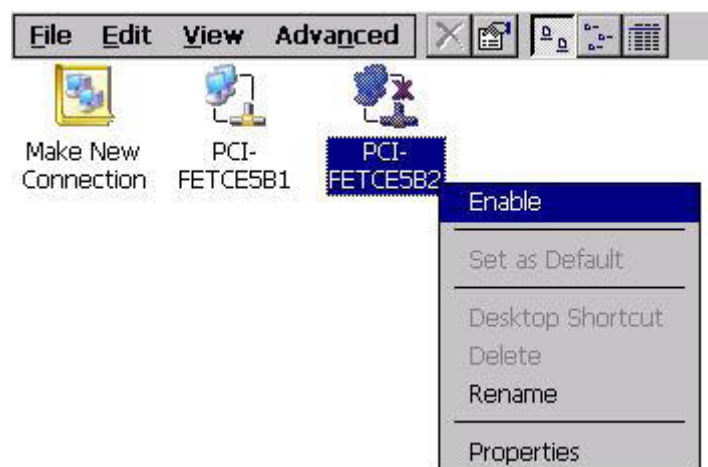 File Edit View Advanced
Make New
Connection
PCI-
FETCE5B1
PCI-
FETCE5B2
Enable
Set as Default
Desktop Shortcut
Delete
Rename
Properties